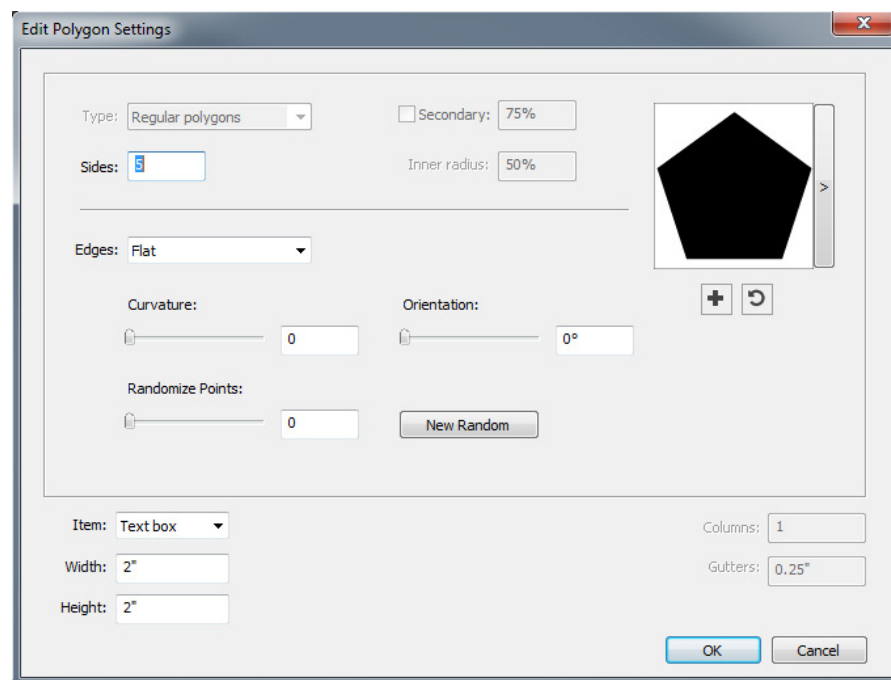 Edit Polygon Settings
x
Type: Regular polygons
Secondary: 75%
Sides: 5
Inner radius: 50%
>
Edges: Flat
Curvature:
0
Orientation:
0°
Randomize Points:
0
New Random
Item: Text box
Columns: 1
Width: 2"
Gutters: 0.25"
Height: 2"
OK
Cancel